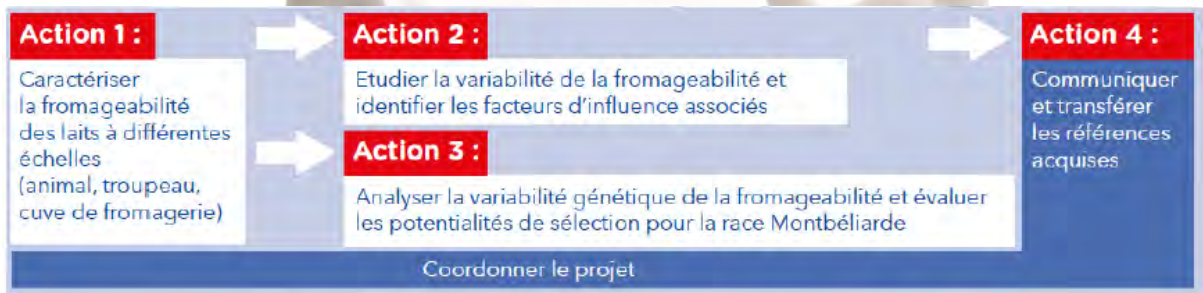 Action 1 :
Caractériser
la fromageabilité
des laits à différentes
échelles
(animal, troupeau,
cuve de fromagerie)
Action 2 :
Etudier la variabilité de la fromageabilité et
identifier les facteurs d'influence associés
Action 3 :
Analyser la variabilité génétique de la fromageabilité et évaluer
les potentialités de sélection pour la race Montbéliarde
Action 4 :
Communiquer
et transférer
les références
acquises
Coordonner le projet